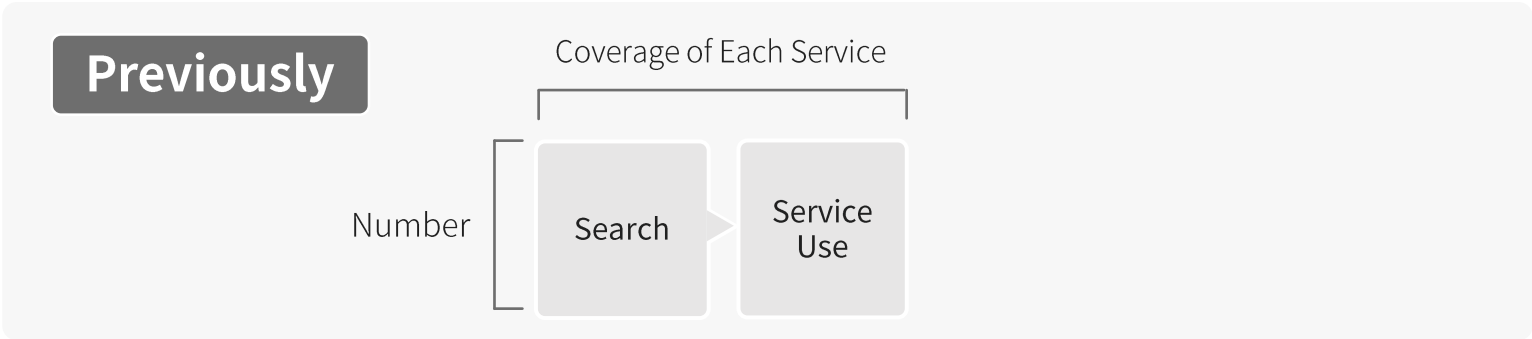 Previously
Coverage of Each Service
Number
Search
Service
Use